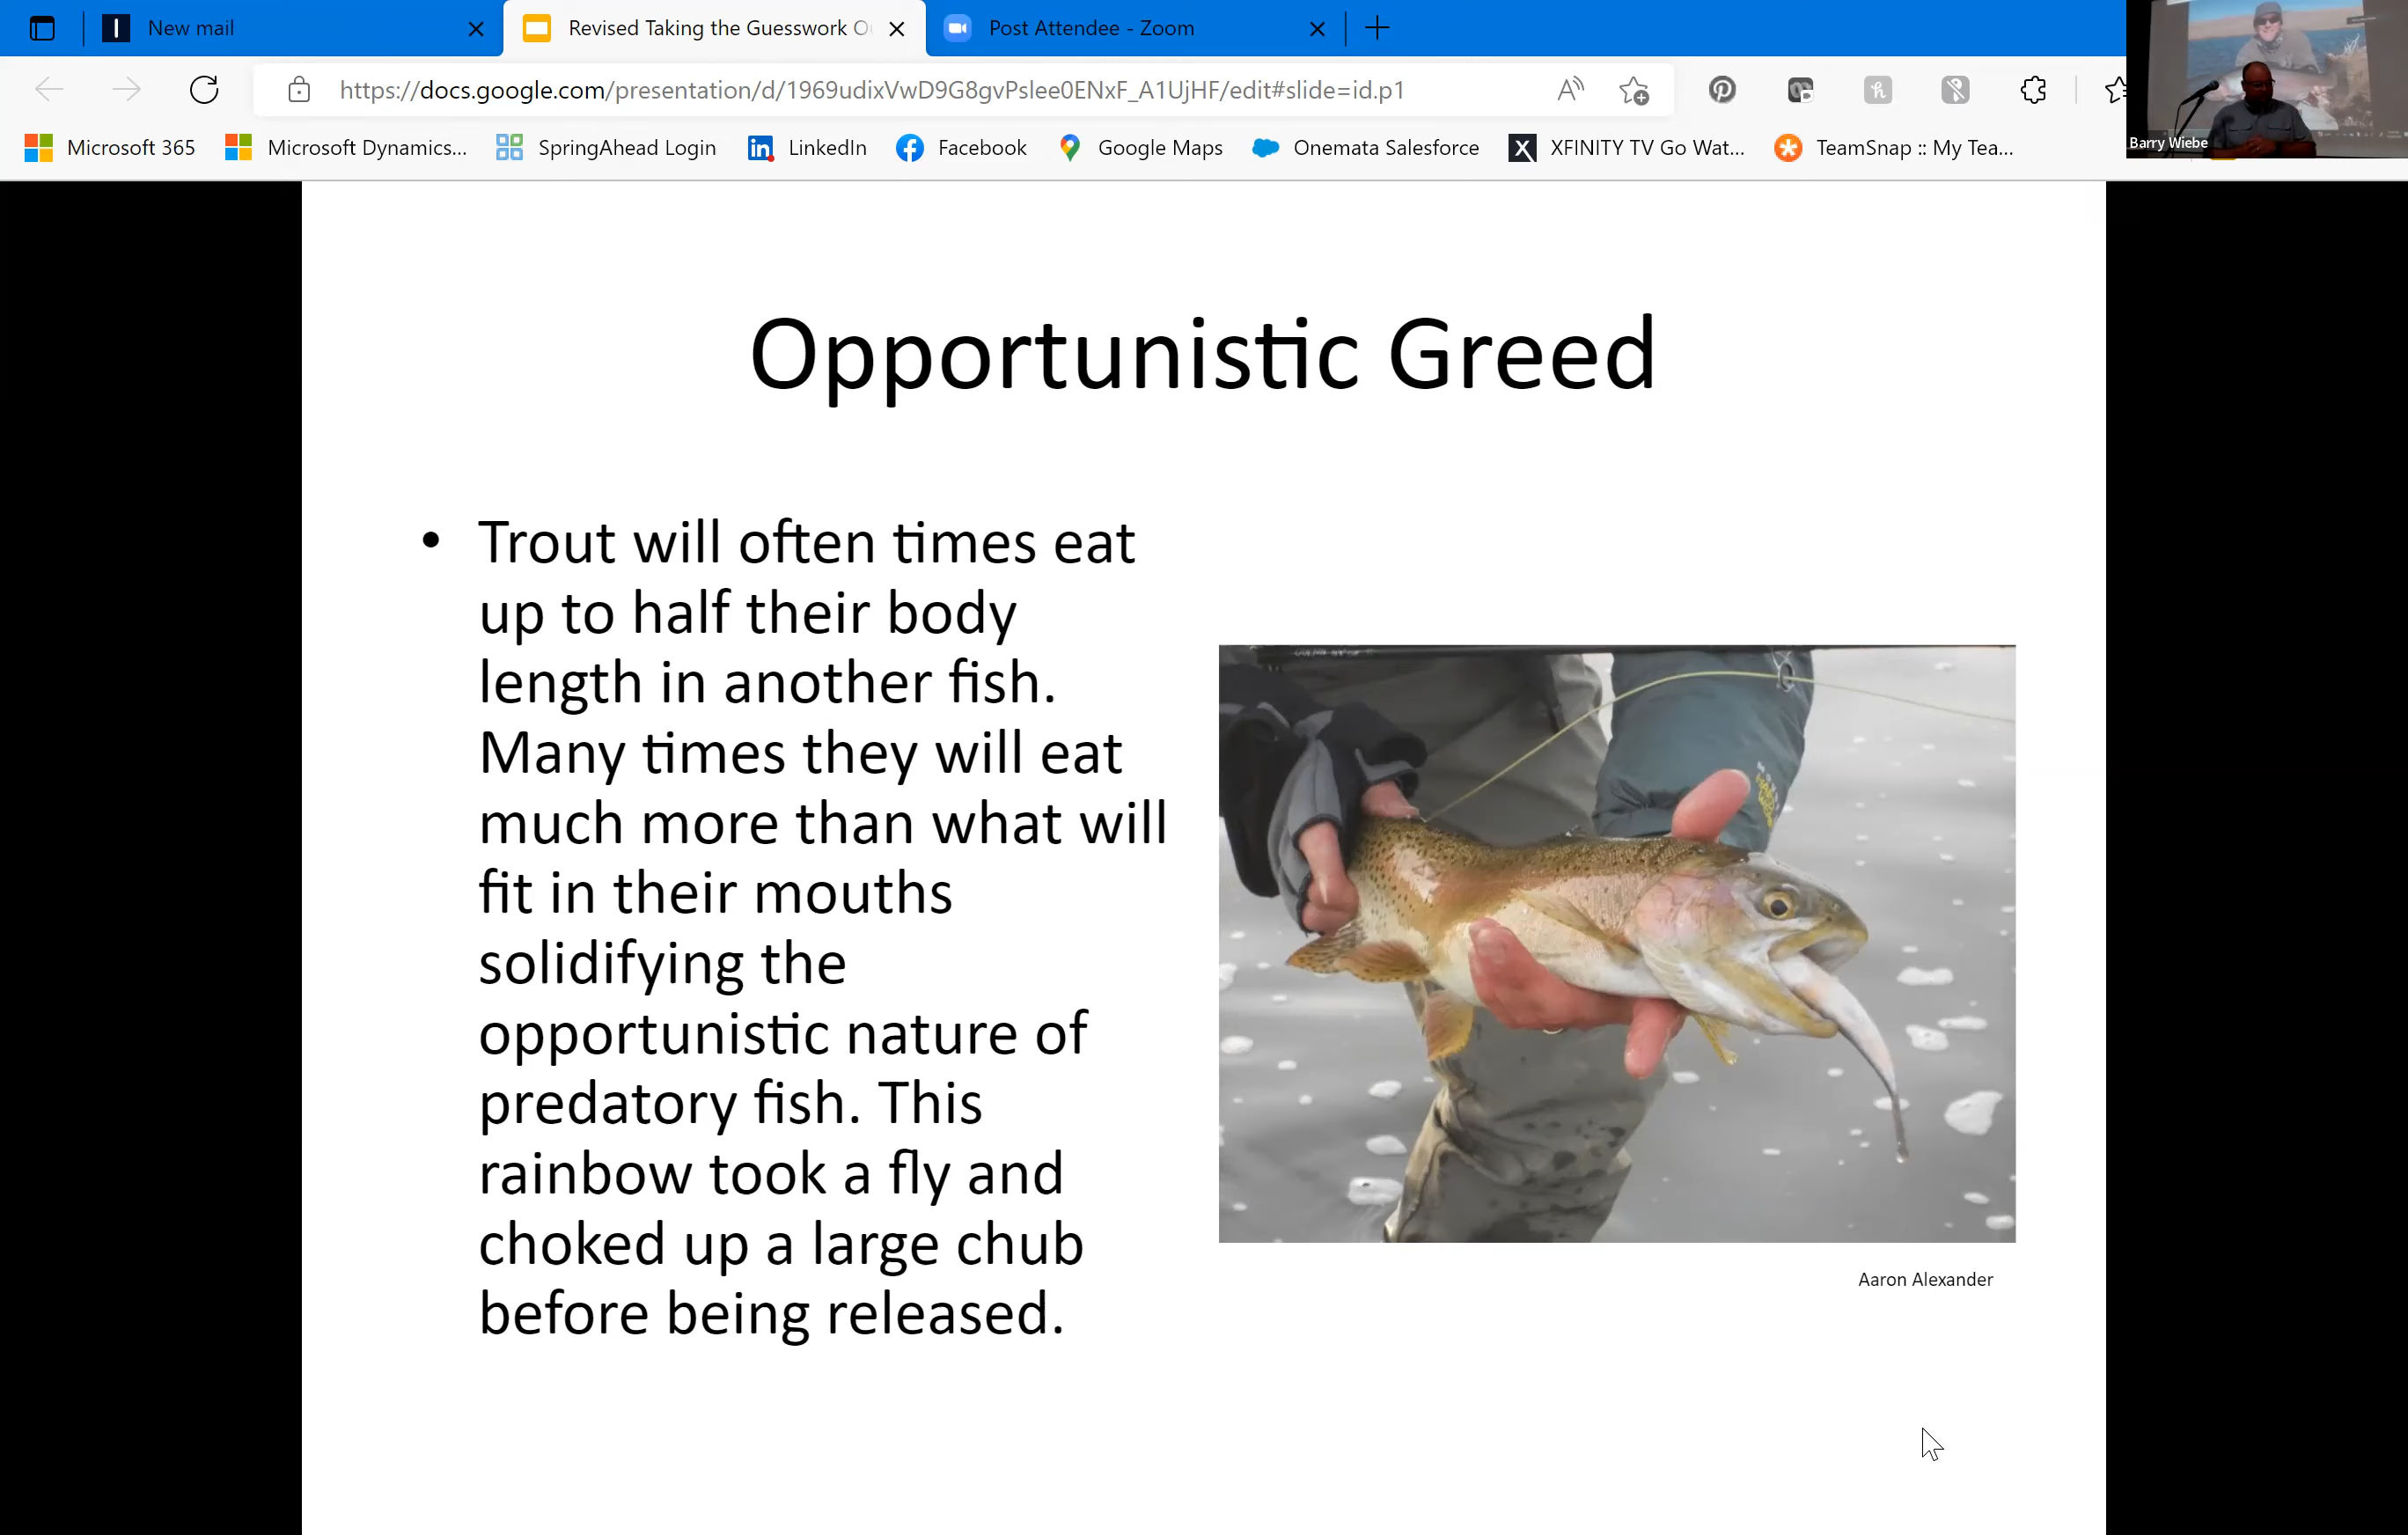 New mail
Revised Taking the Guesswork O
Post Attendee - Zoom
https://docs.google.com/presentation/d/1969udixVwD9G8gvPslee0ENxF_A1UjHF/edit#slide=id.p1
Microsoft 365
Microsoft Dynamics...
SpringAhead Login
LinkedIn
Facebook
Google Maps
Onemata Salesforce
XFINITY TV Go Wat...
TeamSnap :: My Tea...
Barry Wiebe
Opportunistic Greed
• Trout will often times eat
up to half their body
length in another fish.
Many times they will eat
much more than what will
fit in their mouths
solidifying the
opportunistic nature of
predatory fish. This
rainbow took a fly and
choked up a large chub
before being released.
Aaron Alexander